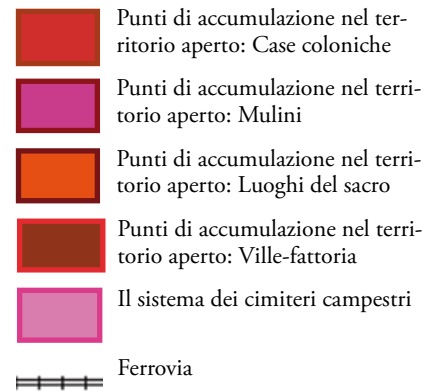 Punti di accumulazione nel ter-
ritorio aperto: Case coloniche
Punti di accumulazione nel terri-
torio aperto: Mulini
Punti di accumulazione nel terri-
torio aperto: Luoghi del sacro
Punti di accumulazione nel terri-
torio aperto: Ville-fattoria
Il sistema dei cimiteri campestri
Ferrovia